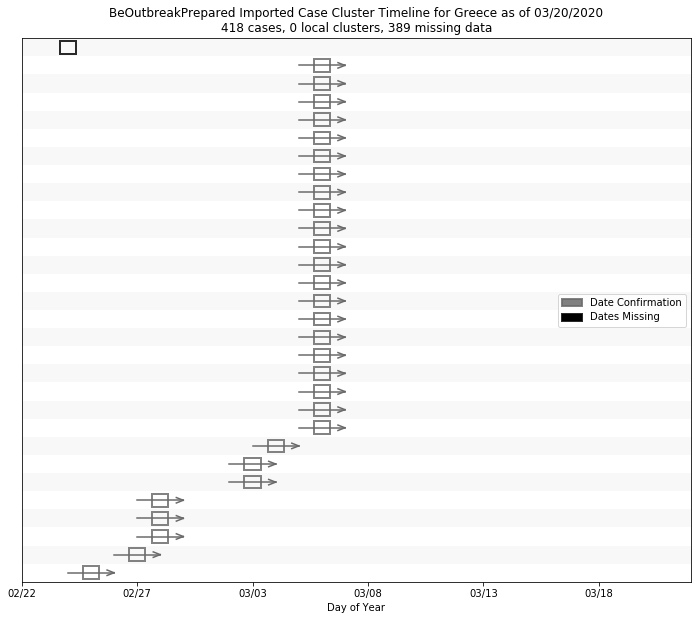 BeOutbreakPrepared Imported Case Cluster Timeline for Greece as of 03/20/2020
418 cases, 0 local clusters, 389 missing data
Date Confirmation
Dates Missing
02/22 02/27 03/03 03/08 03/13 03/18
Day of Year